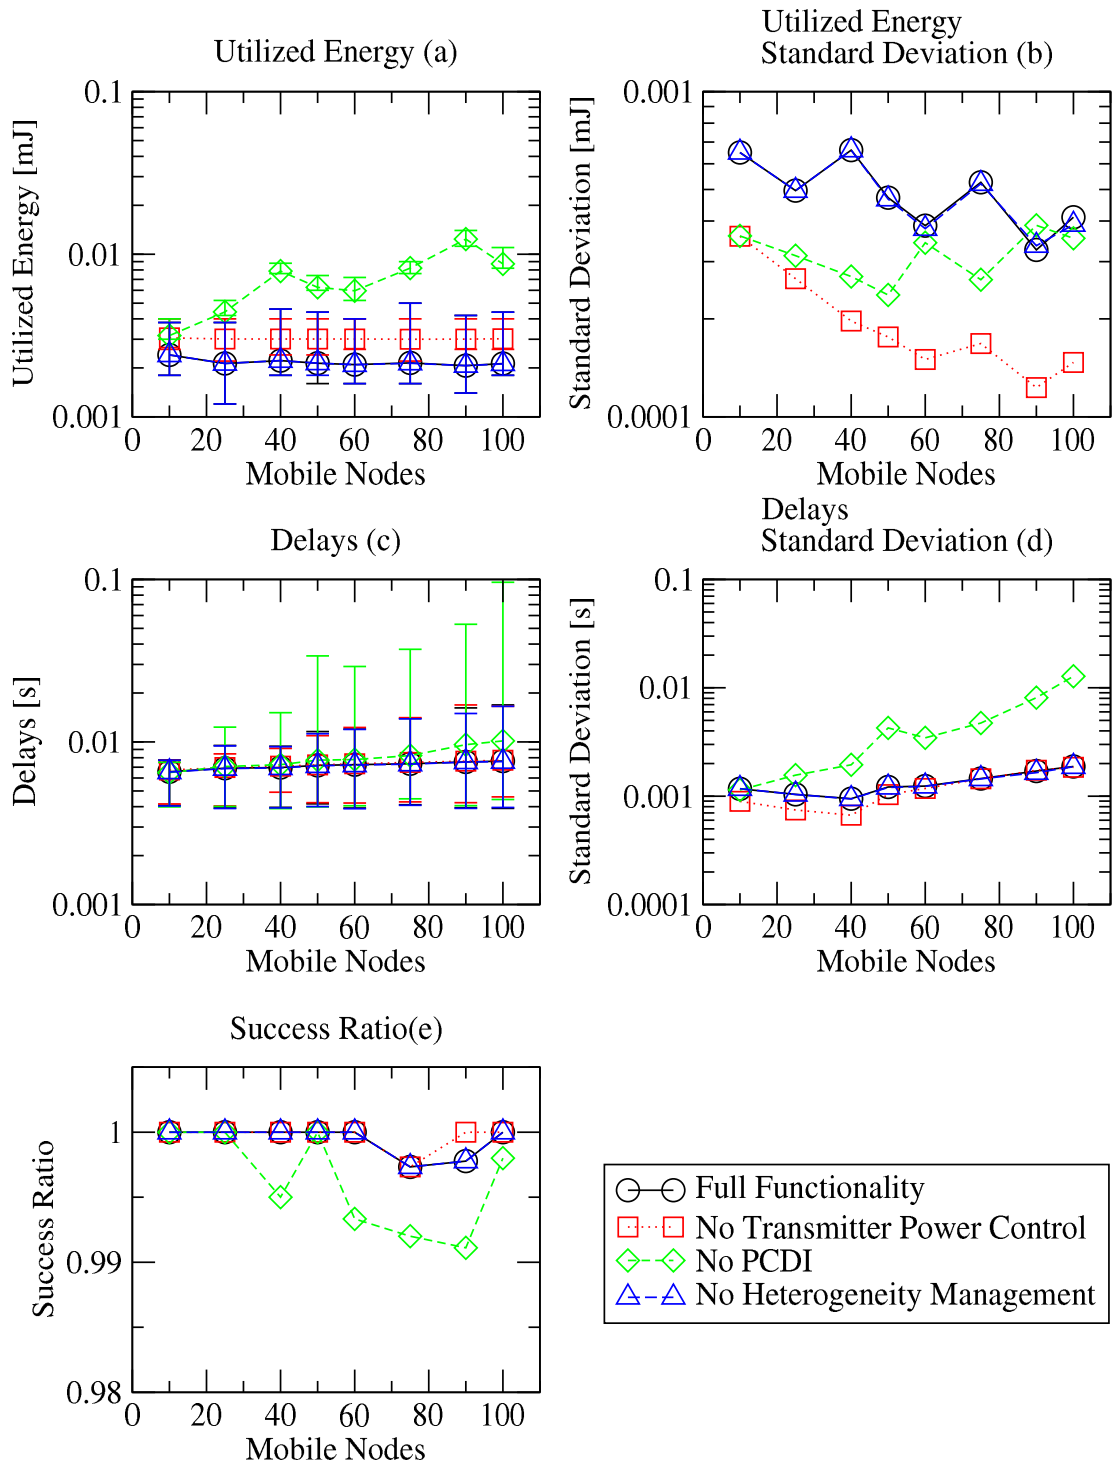 Utilized Energy (a)
0.1
0.01
0.001
Utilized Energy [mJ]
0 20 40 60 80 100
Mobile Nodes
Utilized Energy
Standard Deviation (b)
0.001
0.0001
Standard Deviation [mJ]
0 20 40 60 80 100
Mobile Nodes
Delays (c)
0.1
0.01
0.001
Delays [s]
0 20 40 60 80 100
Mobile Nodes
Delays
Standard Deviation (d)
0.1
0.01
0.001
0.0001
Standard Deviation [s]
0 20 40 60 80 100
Mobile Nodes
Success Ratio(e)
1
0.99
0.98
Success Ratio
0 20 40 60 80 100
Mobile Nodes
Full Functionality
No Transmitter Power Control
No PCDI
No Heterogeneity Management